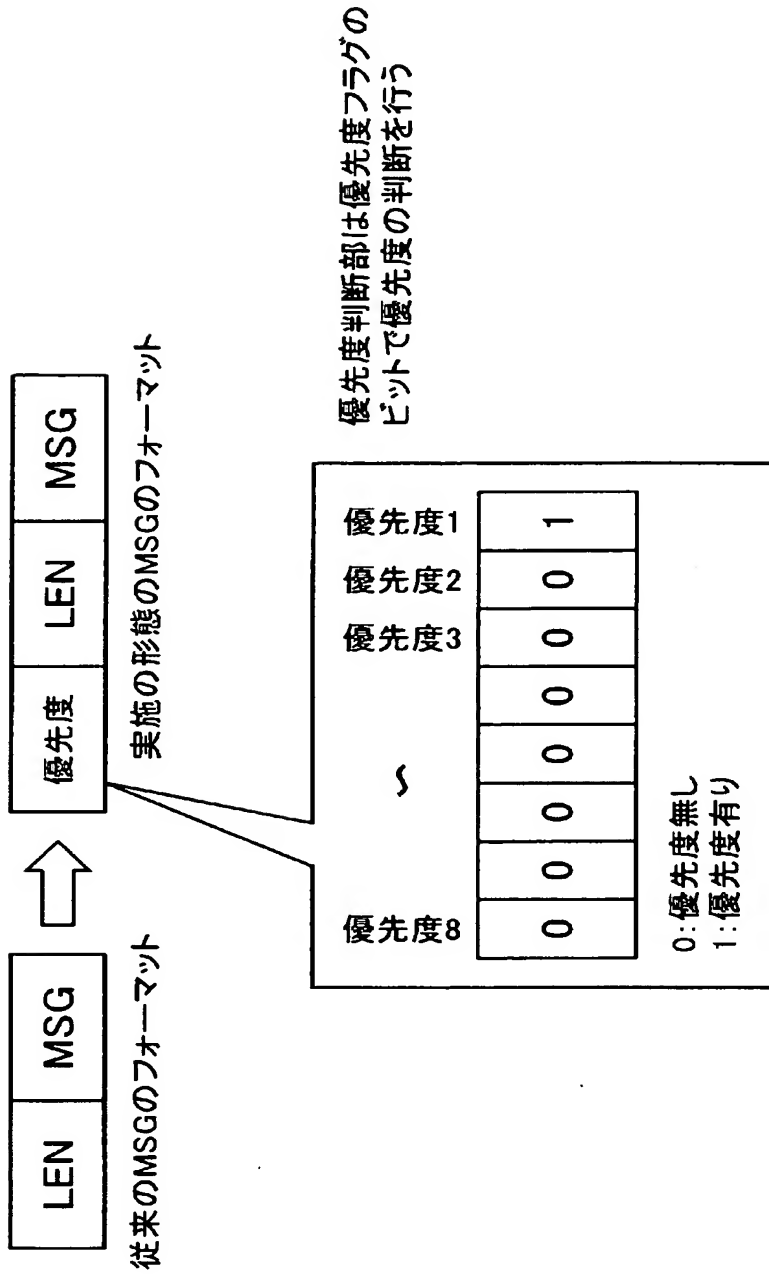 LEN MSG
従来のMSGのフォーマット
優先度 LEN MSG
実施の形態のMSGのフォーマット
優先度8 〜 優先度3 優先度2 優先度1
0 0 0 0 0 0 0 1
0:優先度無し
1:優先度有り
優先度判断部は優先度フラグの
ビットで優先度の判断を行う